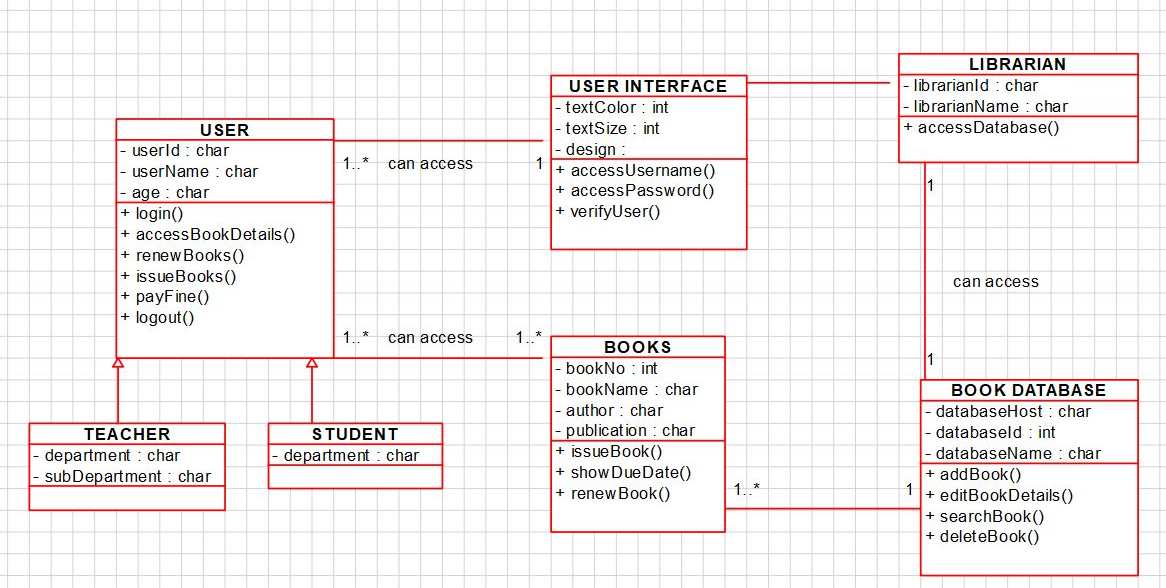 USER
- userId : char
- userName : char
- age : char
+ login()
+ accessBookDetails()
+ renewBooks()
+ issueBooks()
+ payFine()
+ logout()
1..* can access 1
USER INTERFACE
- textColor : int
- textSize : int
- design :
+ accessUsername()
+ accessPassword()
+ verifyUser()
LIBRARIAN
- librarianId : char
- librarianName : char
+ accessDatabase()
1
can access
1
1..* can access 1..*
TEACHER
- department : char
- subDepartment : char
STUDENT
- department : char
BOOKS
- bookNo : int
- bookName : char
- author : char
- publication : char
+ issueBook()
+ showDueDate()
+ renewBook()
1..* 1
BOOK DATABASE
- databaseHost : char
- databaseId : int
- databaseName : char
+ addBook()
+ editBookDetails()
+ searchBook()
+ deleteBook()